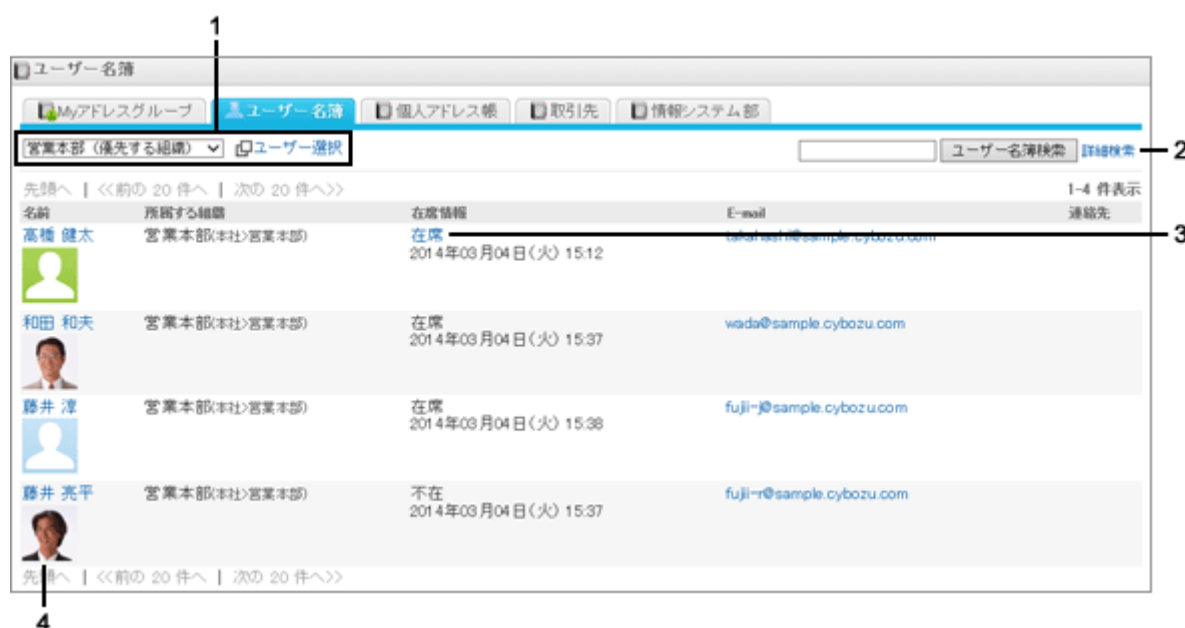 1
ユーザー名簿
Myアドレスグループ ユーザー名簿 個人アドレス帳 取引先 情報システム部
営業本部（優先する組織） ユーザー選択 ユーザー名簿検索 詳細検索 2
先頭へ | <<前の 20 件へ | 次の 20 件へ>> 1-4 件表示
名前 所属する組織 在席情報 E-mail 連絡先
高橋 健太 営業本部(本社>営業本部) 在席 takahashi@sample.cybozu.com 3
2014年03月04日(火) 15:12
和田 和夫 営業本部(本社>営業本部) 在席 wada@sample.cybozu.com
2014年03月04日(火) 15:37
藤井 淳 営業本部(本社>営業本部) 在席 fujii-j@sample.cybozu.com
2014年03月04日(火) 15:38
藤井 亮平 営業本部(本社>営業本部) 不在 fujii-r@sample.cybozu.com
2014年03月04日(火) 15:37
先頭へ | <<前の 20 件へ | 次の 20 件へ>>
4